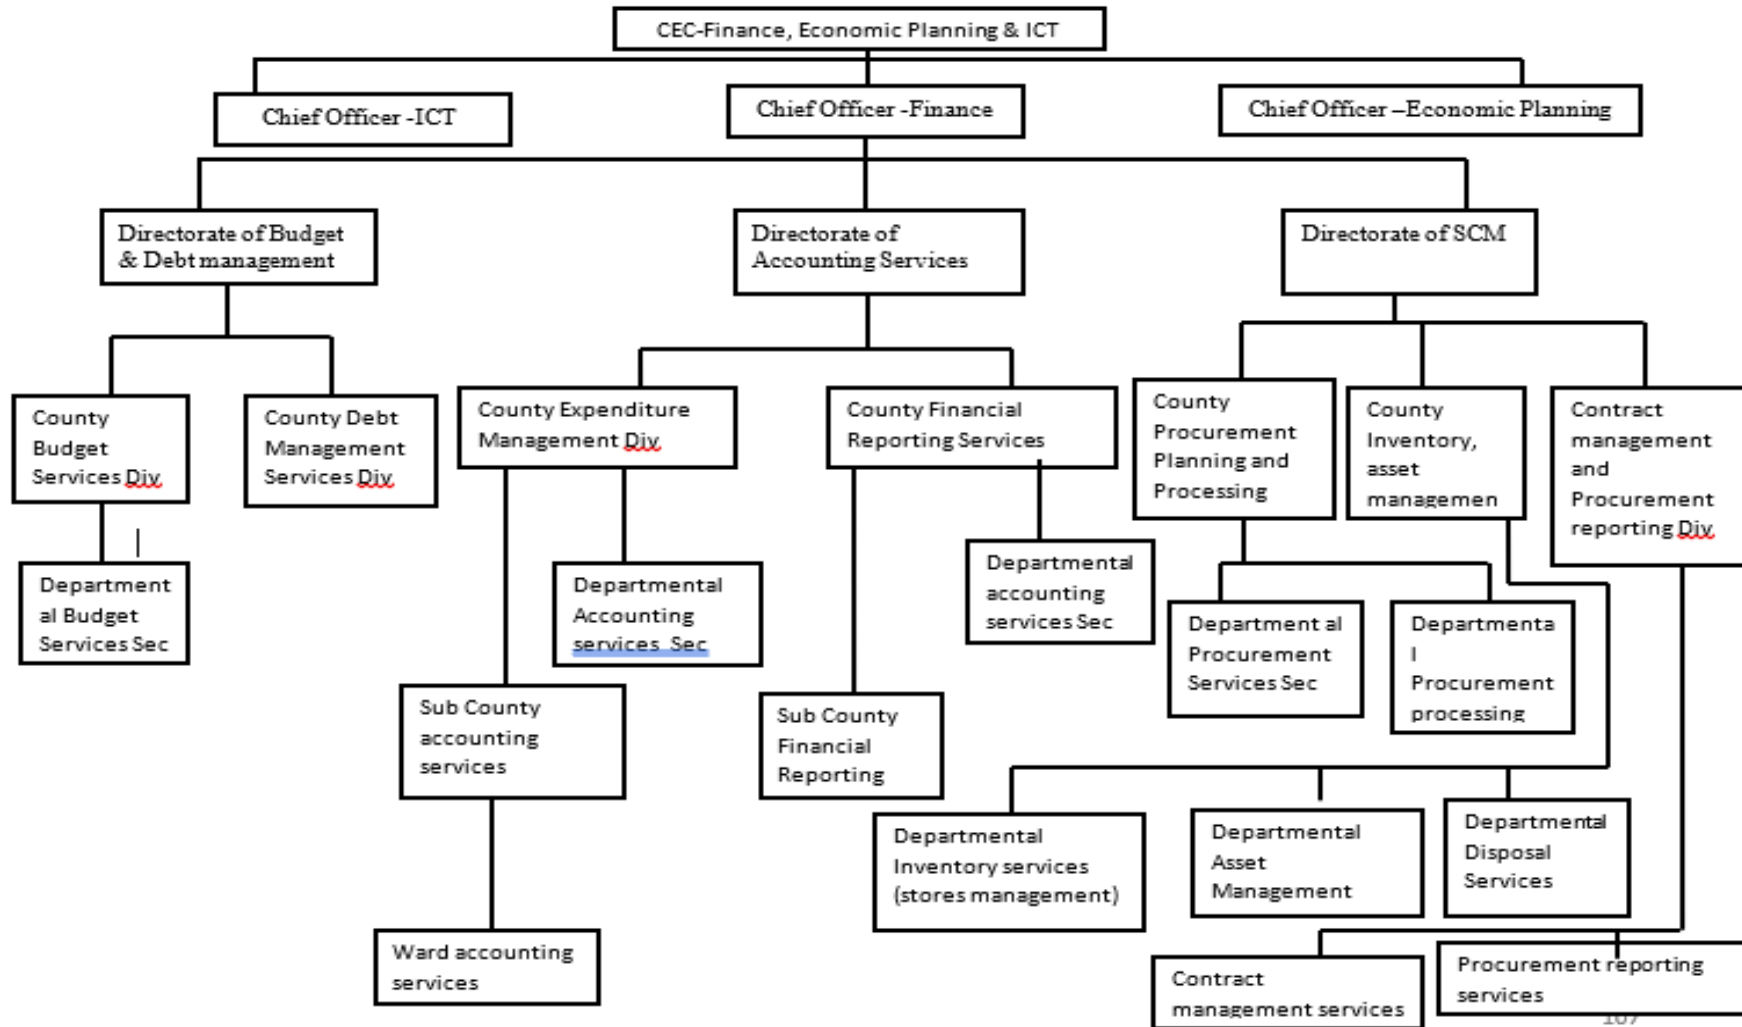 CEC-Finance, Economic Planning & ICT
Chief Officer -ICT
Chief Officer -Finance
Chief Officer –Economic Planning
Directorate of Budget
& Debt management
Directorate of
Accounting Services
Directorate of SCM
County
Budget
Services Div
County Debt
Management
Services Div
County Expenditure
Management Div
County Financial
Reporting Services
County
Procurement
Planning and
Processing
County
Inventory,
asset
managemen
Contract
management
and
Procurement
reporting Div
Department
al Budget
Services Sec
Departmental
Accounting
services Sec
Departmental
accounting
services Sec
Department al
Procurement
Services Sec
Departmenta
l
Procurement
processing
Sub County
accounting
services
Sub County
Financial
Reporting
Departmental
Inventory services
(stores management)
Departmental
Asset
Management
Departmental
Disposal
Services
Ward accounting
services
Contract
management services
Procurement reporting
services
107